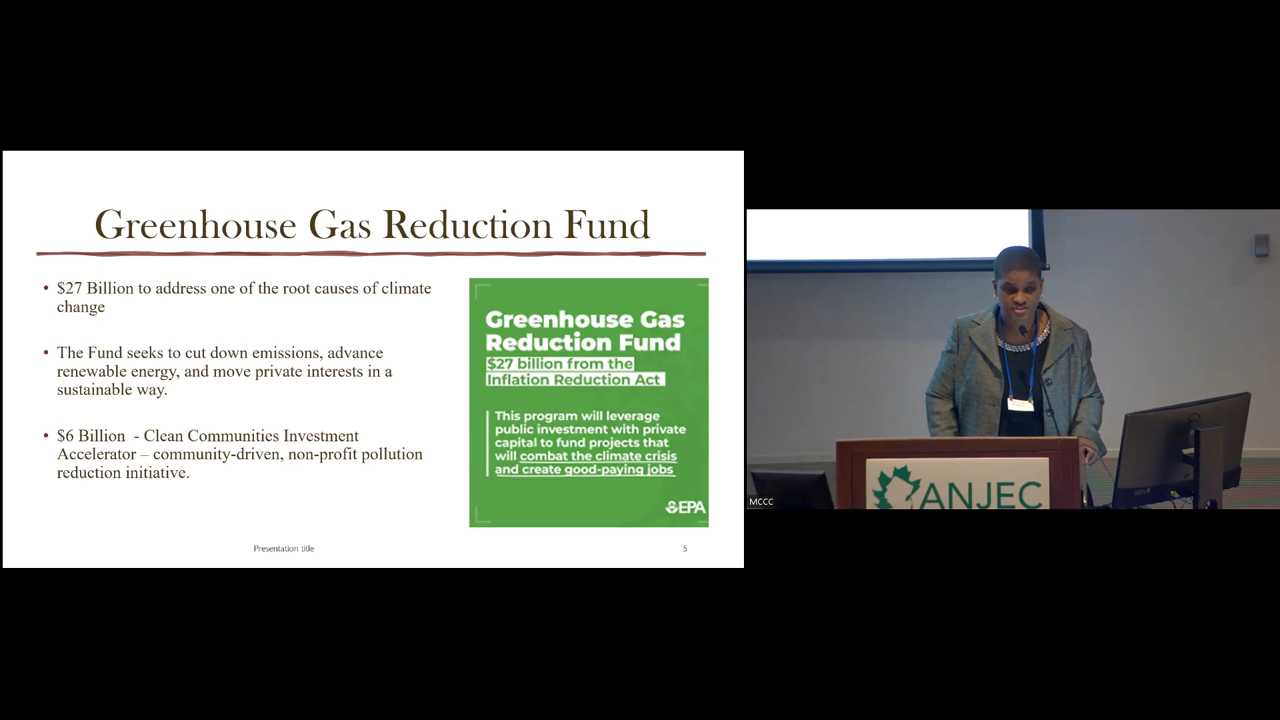 Greenhouse Gas Reduction Fund
• $27 Billion to address one of the root causes of climate
change
• The Fund seeks to cut down emissions, advance
renewable energy, and move private interests in a
sustainable way.
• $6 Billion - Clean Communities Investment
Accelerator – community-driven, non-profit pollution
reduction initiative.
Greenhouse Gas
Reduction Fund
$27 billion from the
Inflation Reduction Act
This program will leverage
public investment with private
capital to fund projects that
will combat the climate crisis
and create good-paying jobs
EPA
Presentation title
5
MCCC
ANJEC